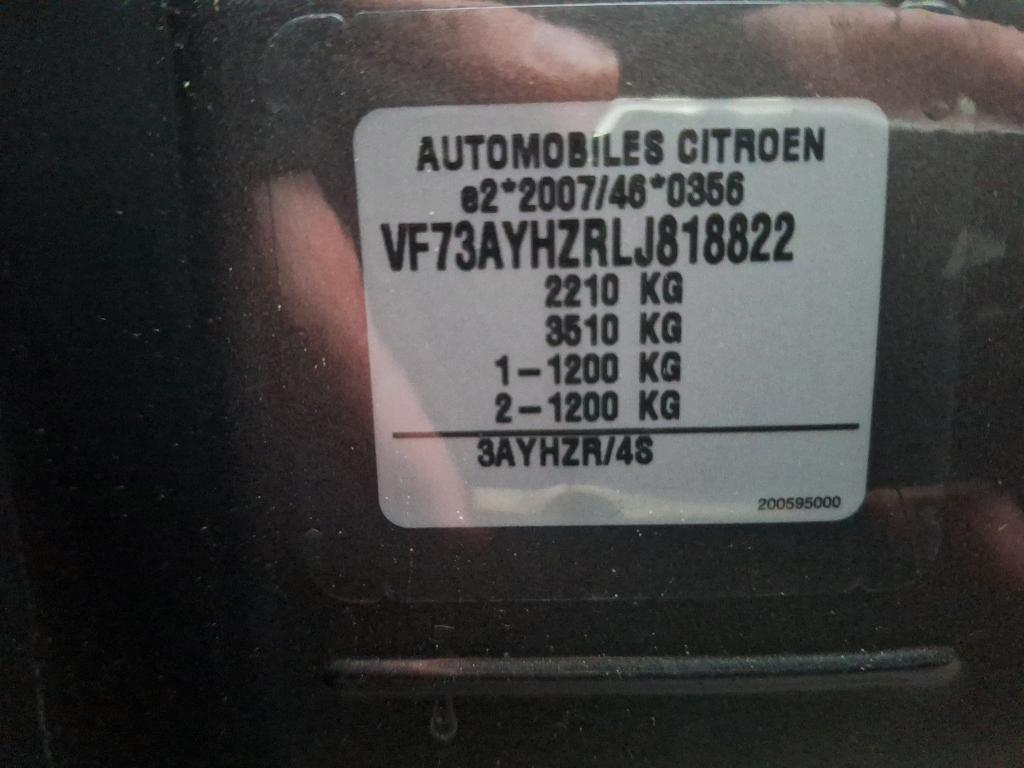 AUTOMOBILES CITROEN
e2*2007/46*0356
VF73AYHZRLJ818822
2210 KG
3510 KG
1-1200 KG
2-1200 KG
3AYHZR/4S
200595000